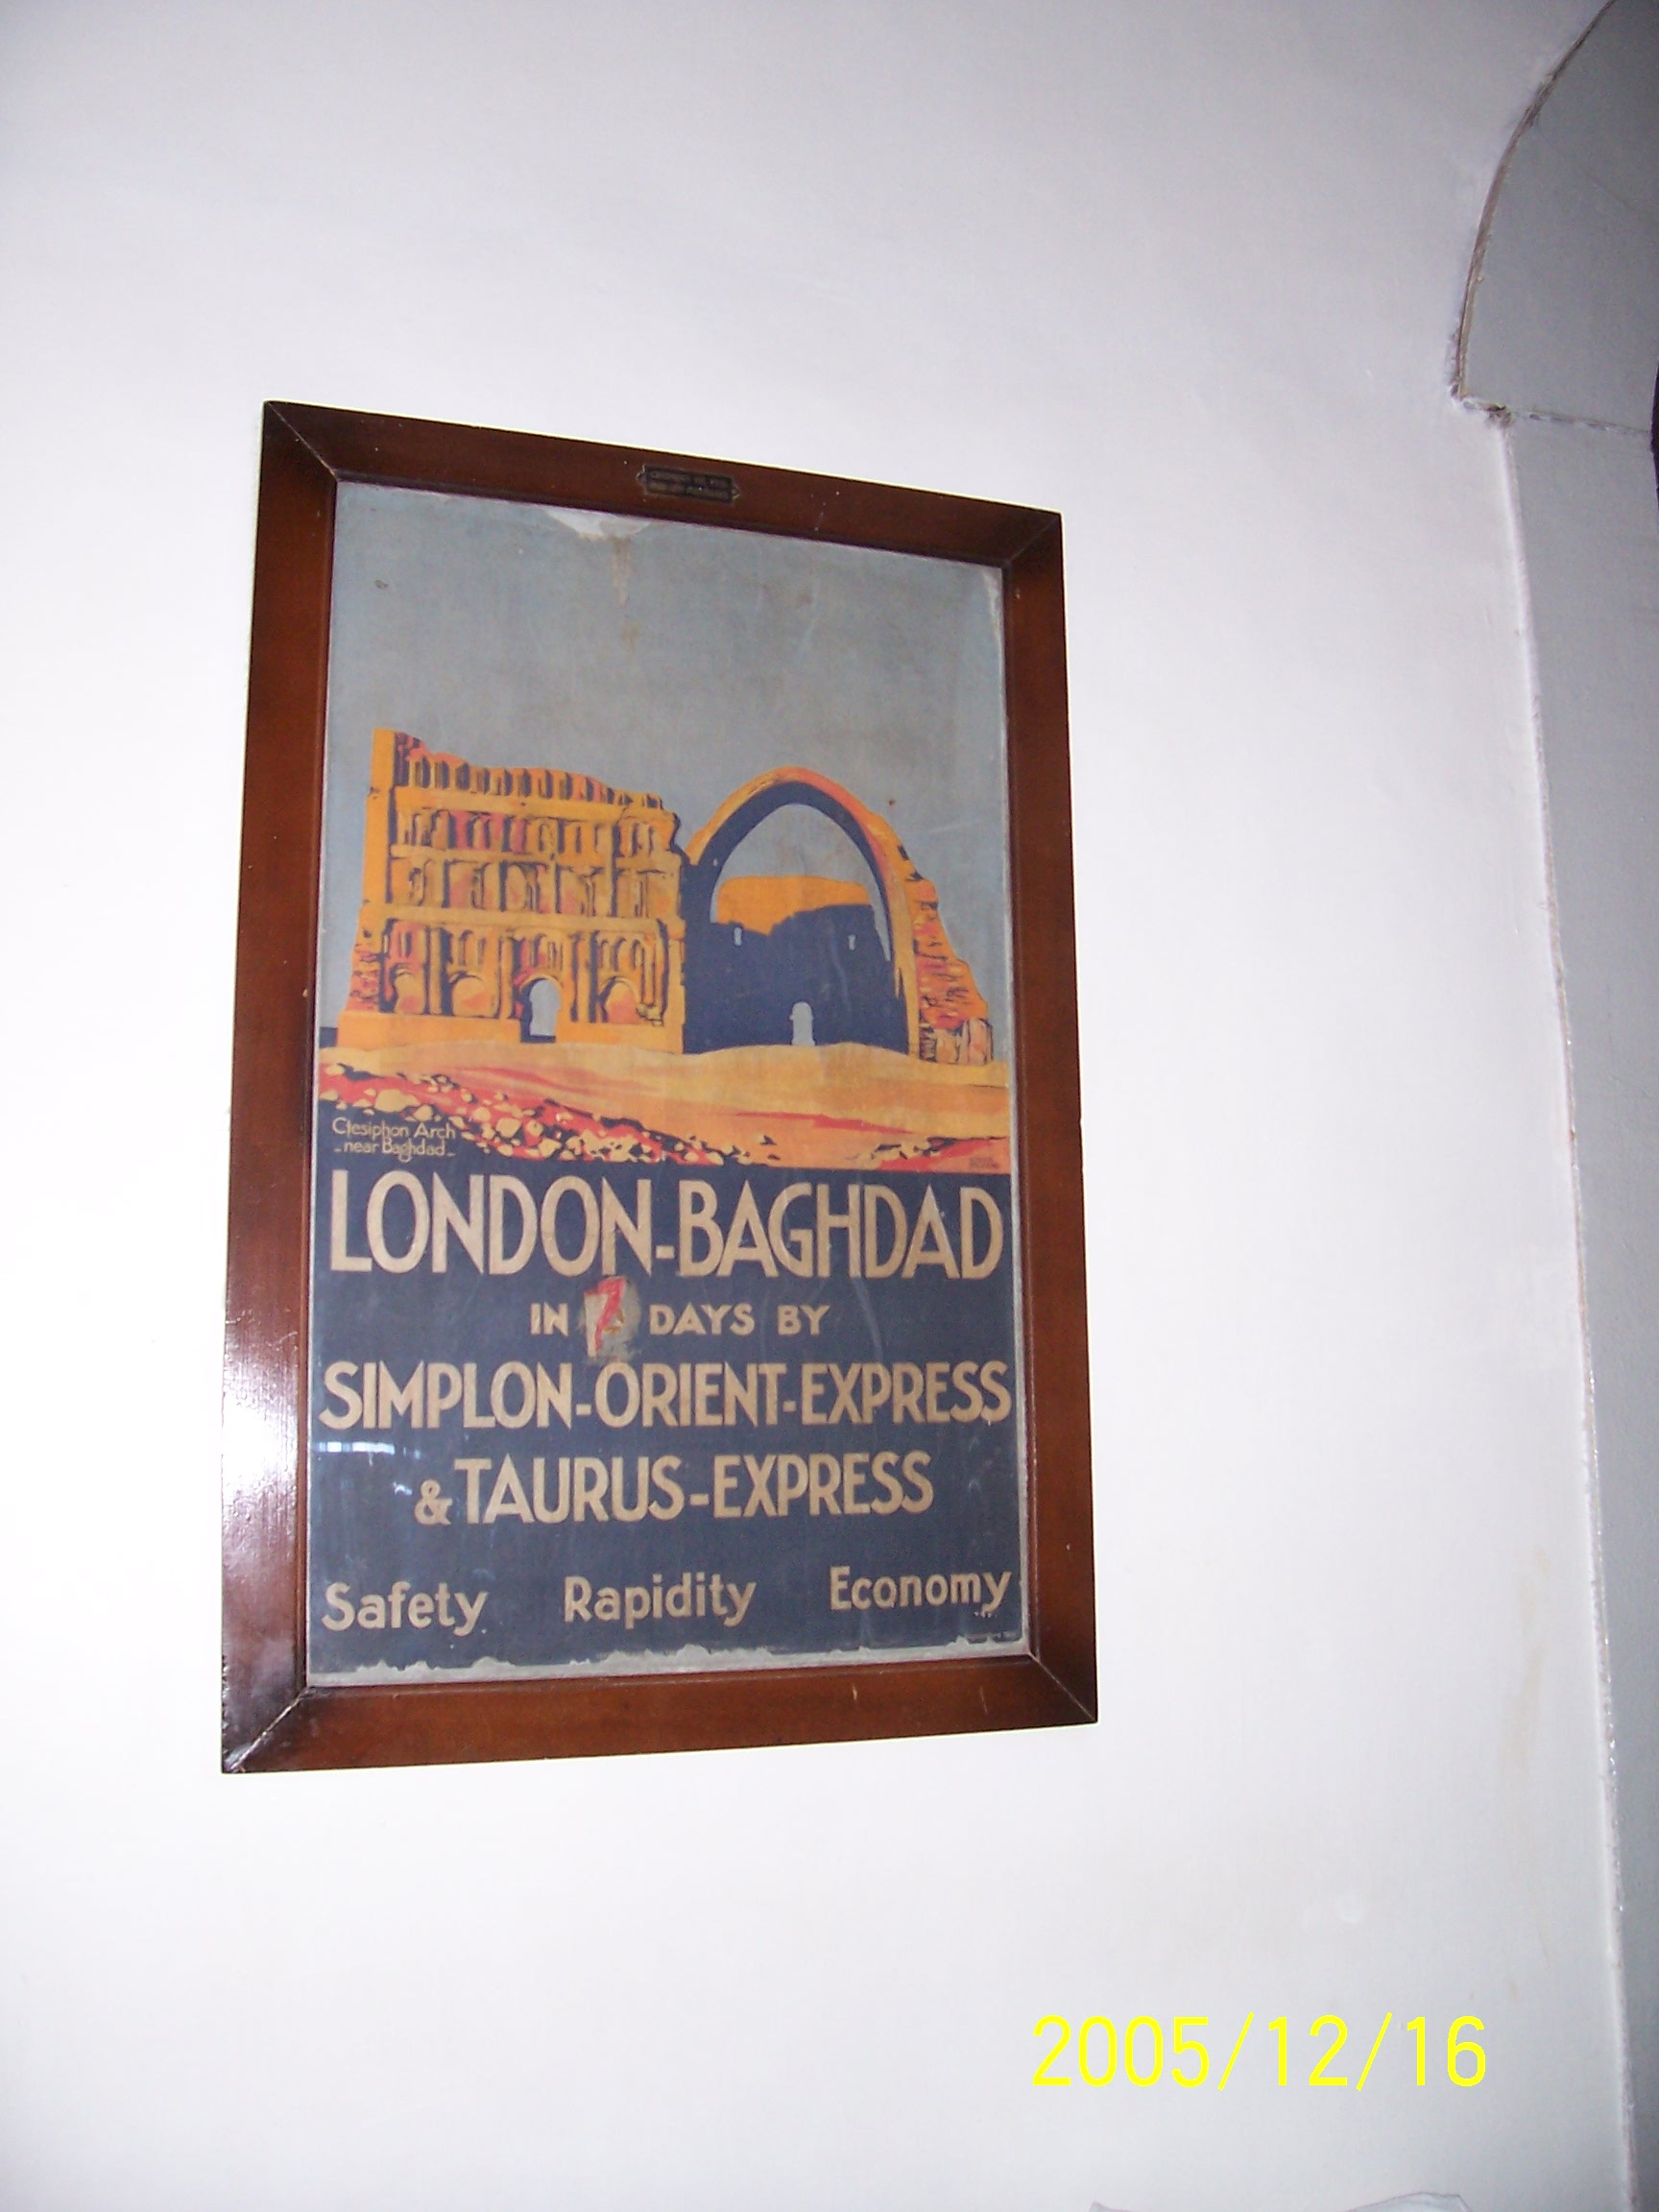 Ctesiphon Arch
- near Baghdad -
LONDON-BAGHDAD
IN 7 DAYS BY
SIMPLON-ORIENT-EXPRESS
& TAURUS-EXPRESS
Safety Rapidity Economy
2005/12/16